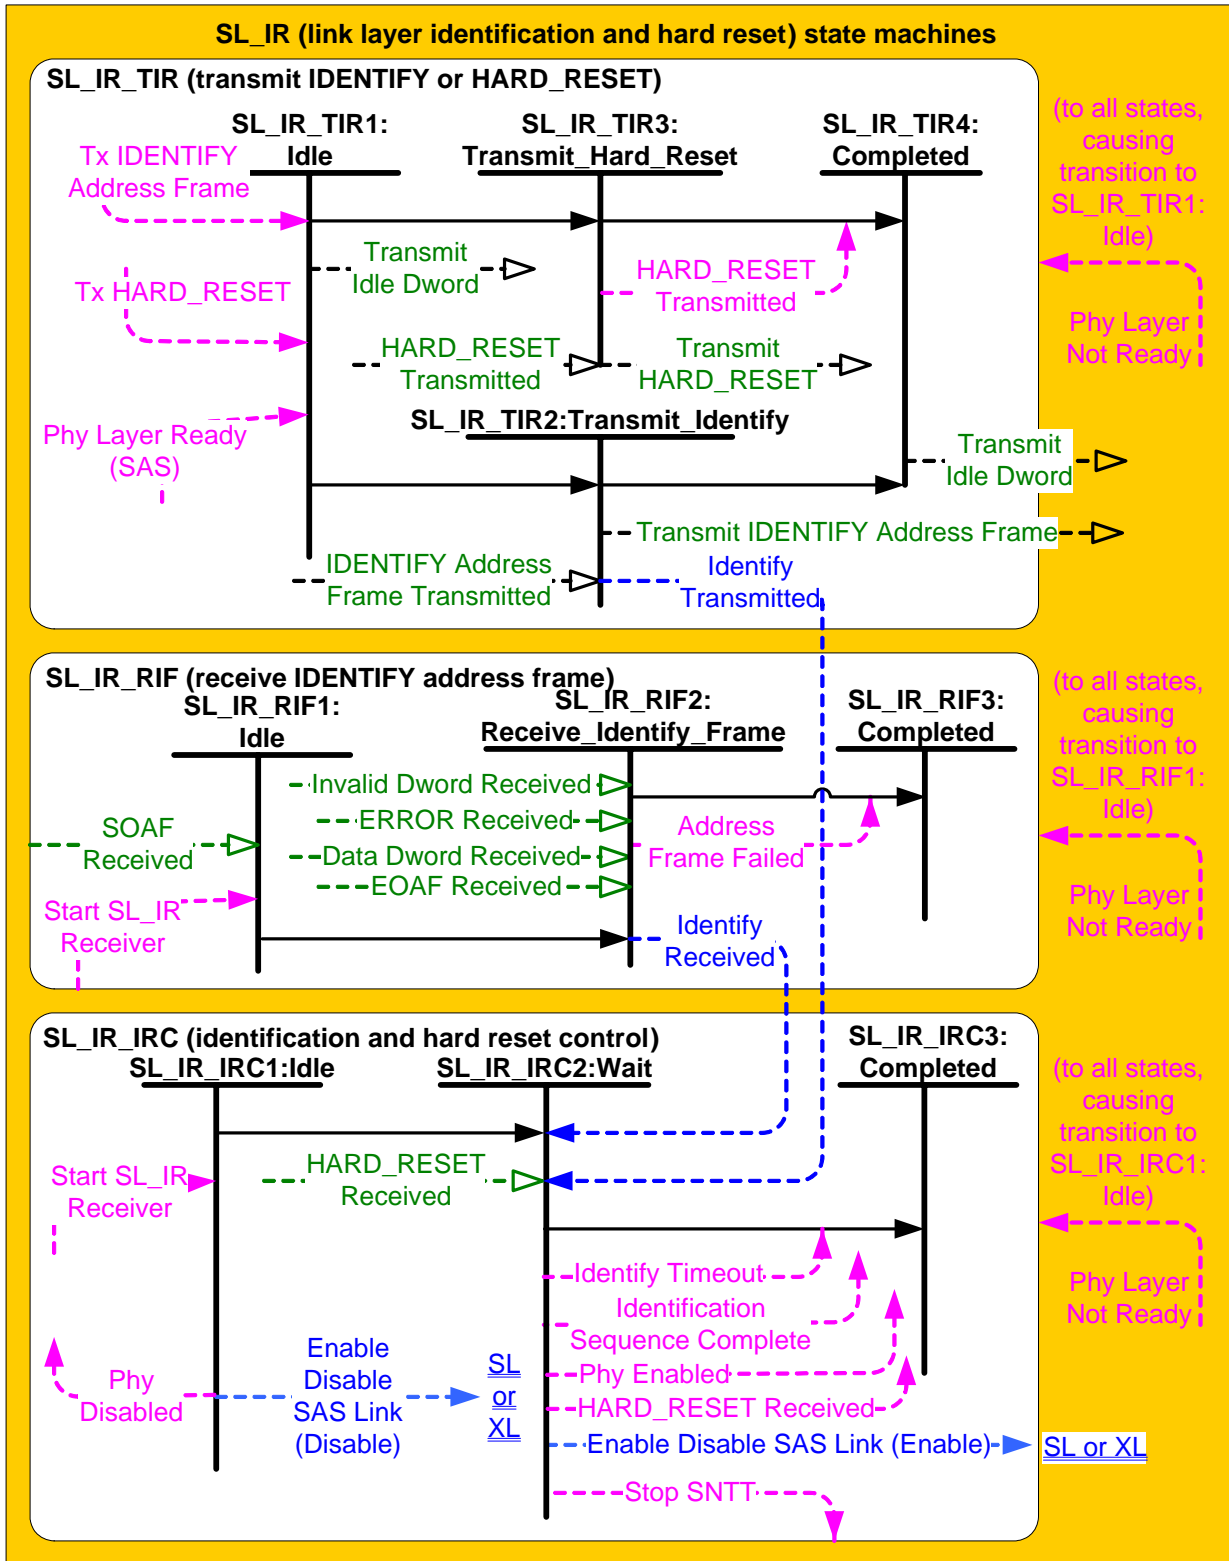 SL_IR (link layer identification and hard reset) state machines
SL_IR_TIR (transmit IDENTIFY or HARD_RESET)
SL_IR_TIR1:
Idle
SL_IR_TIR3:
Transmit_Hard_Reset
SL_IR_TIR4:
Completed
(to all states,
causing
transition to
SL_IR_TIR1:
Idle)
Tx IDENTIFY
Address Frame
Transmit
Idle Dword
HARD_RESET
Transmitted
Tx HARD_RESET
Phy Layer
Not Ready
HARD_RESET
Transmitted
Transmit
HARD_RESET
SL_IR_TIR2:Transmit_Identify
Phy Layer Ready
(SAS)
Transmit
Idle Dword
Transmit IDENTIFY Address Frame
IDENTIFY Address
Frame Transmitted
Identify
Transmitted
SL_IR_RIF (receive IDENTIFY address frame)
SL_IR_RIF1:
Idle
SL_IR_RIF2:
Receive_Identify_Frame
SL_IR_RIF3:
Completed
(to all states,
causing
transition to
SL_IR_RIF1:
Idle)
Invalid Dword Received
ERROR Received
Data Dword Received
EOAF Received
SOAF
Received
Address
Frame Failed
Start SL_IR
Receiver
Identify
Received
Phy Layer
Not Ready
SL_IR_IRC (identification and hard reset control)
SL_IR_IRC1:Idle
SL_IR_IRC2:Wait
SL_IR_IRC3:
Completed
(to all states,
causing
transition to
SL_IR_IRC1:
Idle)
Start SL_IR
Receiver
HARD_RESET
Received
Identify Timeout
Identification
Sequence Complete
Phy Layer
Not Ready
Phy
Disabled
Enable
Disable
SAS Link
(Disable)
SL
or
XL
Phy Enabled
HARD_RESET Received
Enable Disable SAS Link (Enable)
SL or XL
Stop SNTT